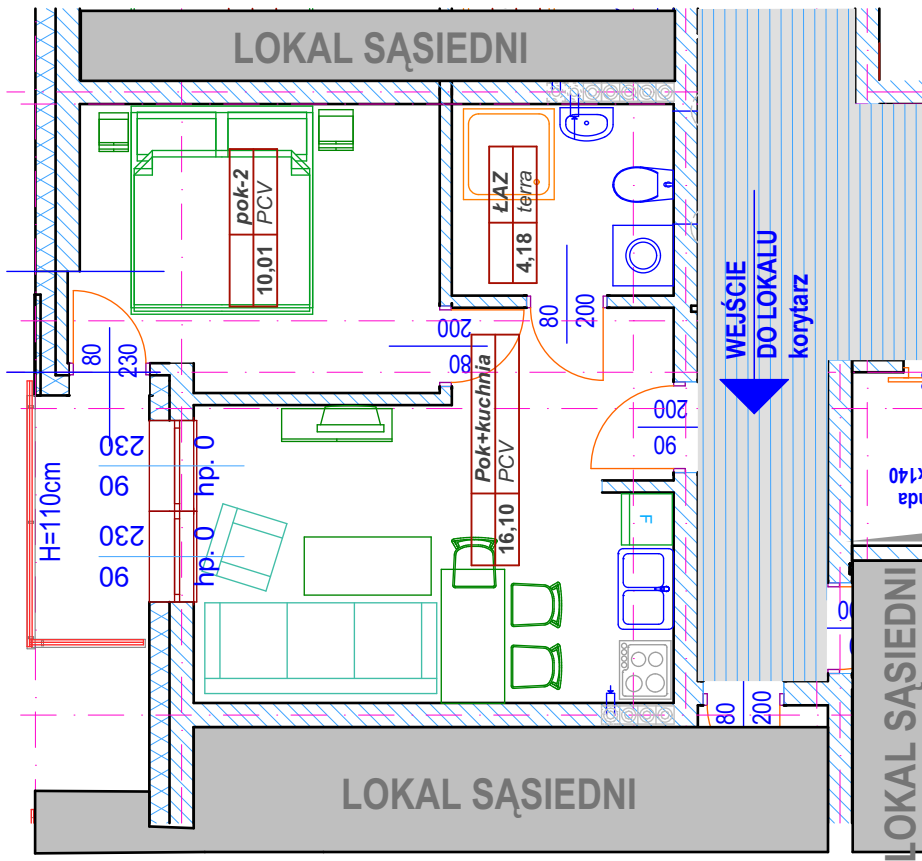 LOKAL SĄSIEDNI
pok-2
PCV
10,01
ŁAZ
terra
4,18
WEJŚCIE
DO LOKALU
korytarz
80
200
200
80
80
230
Pok+kuchnia
PCV
16,10
200
90
H=110cm
230
90
hp. 0
230
90
hp. 0
F
x140
80
200
LOKAL SĄSIEDNI
LOKAL SĄSIEDNI